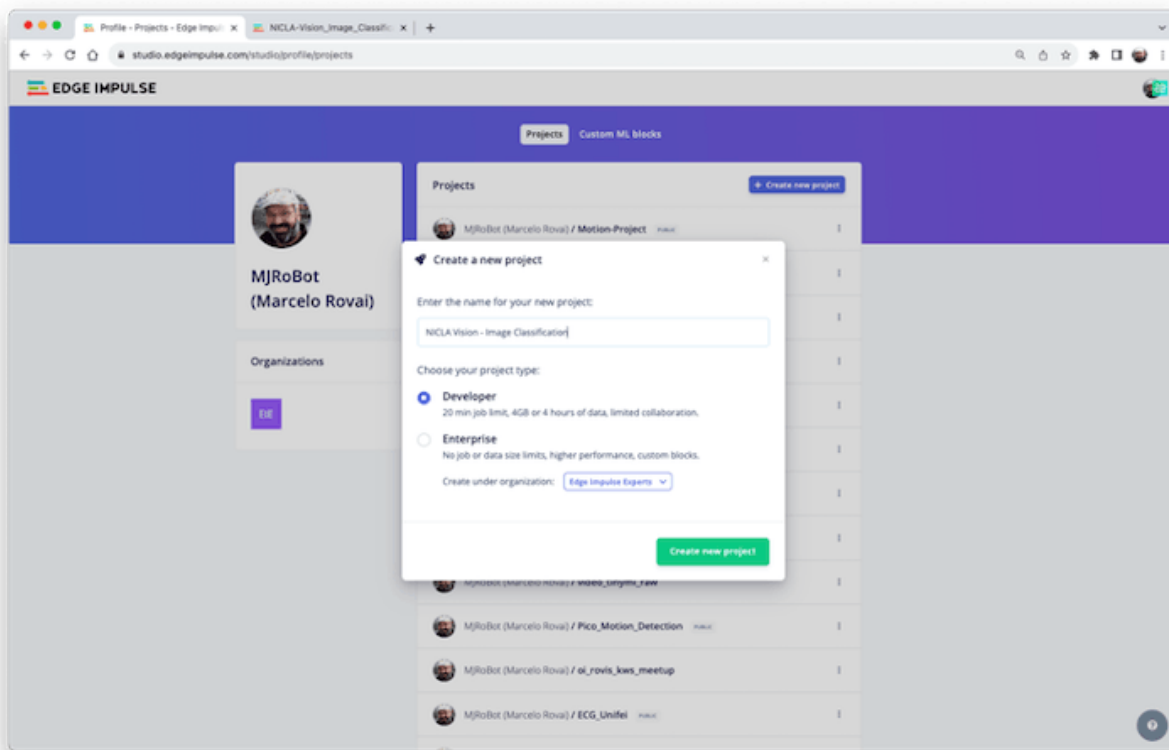 Profile - Projects - Edge Impul
NICLA-Vision_Image_Classific
studio.edgeimpulse.com/studio/profile/projects
EDGE IMPULSE
Projects
Custom ML blocks
MJRoBot
(Marcelo Rovai)
Organizations
Projects
+ Create new project
MJRoBot (Marcelo Rovai) / Motion-Project PUBLIC
Create a new project
Enter the name for your new project:
NICLA Vision - Image Classification
Choose your project type:
Developer
20 min job limit, 4GB or 4 hours of data, limited collaboration.
Enterprise
No job or data size limits, higher performance, custom blocks.
Create under organization: Edge Impulse Experts
Create new project
MJRoBot (Marcelo Rovai) / video_tinyml_raw
MJRoBot (Marcelo Rovai) / Pico_Motion_Detection PUBLIC
MJRoBot (Marcelo Rovai) / oi_rovis_kws_meetup
MJRoBot (Marcelo Rovai) / ECG_Unifei PUBLIC